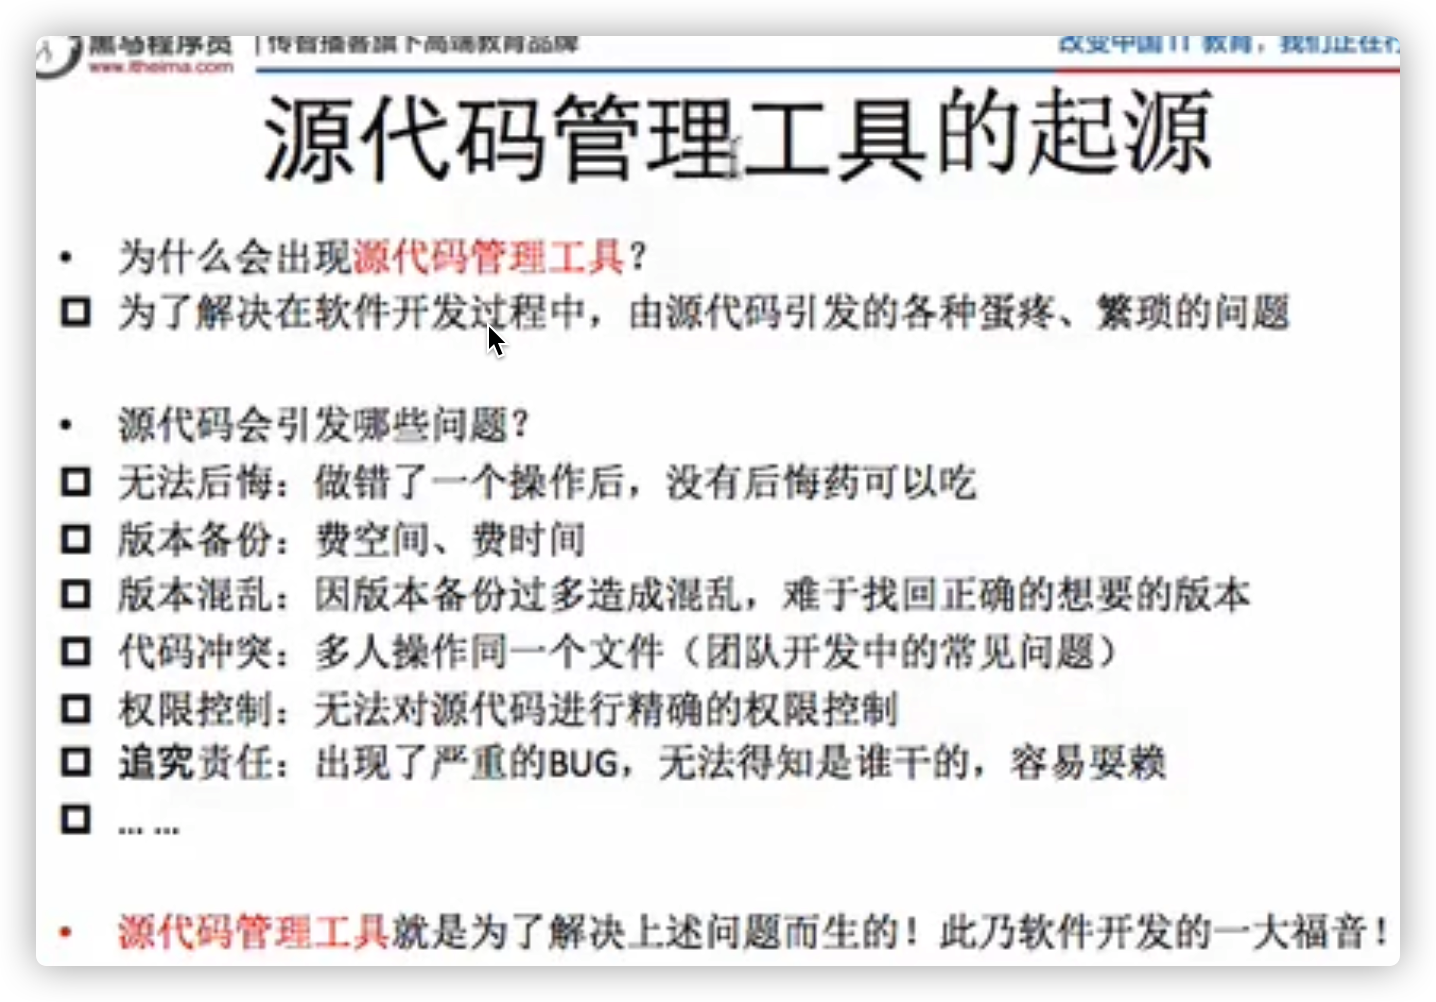 黑马程序员 | 传智播客旗下高端教育品牌 改变中国IT教育，我们正在行
www.itheima.com
源代码管理工具的起源
• 为什么会出现源代码管理工具?
为了解决在软件开发过程中，由源代码引发的各种蛋疼、繁琐的问题
• 源代码会引发哪些问题?
无法后悔：做错了一个操作后，没有后悔药可以吃
版本备份：费空间、费时间
版本混乱：因版本备份过多造成混乱，难于找回正确的想要的版本
代码冲突：多人操作同一个文件（团队开发中的常见问题）
权限控制：无法对源代码进行精确的权限控制
追究责任：出现了严重的BUG，无法得知是谁干的，容易耍赖
... ...
• 源代码管理工具就是为了解决上述问题而生的！此乃软件开发的一大福音！